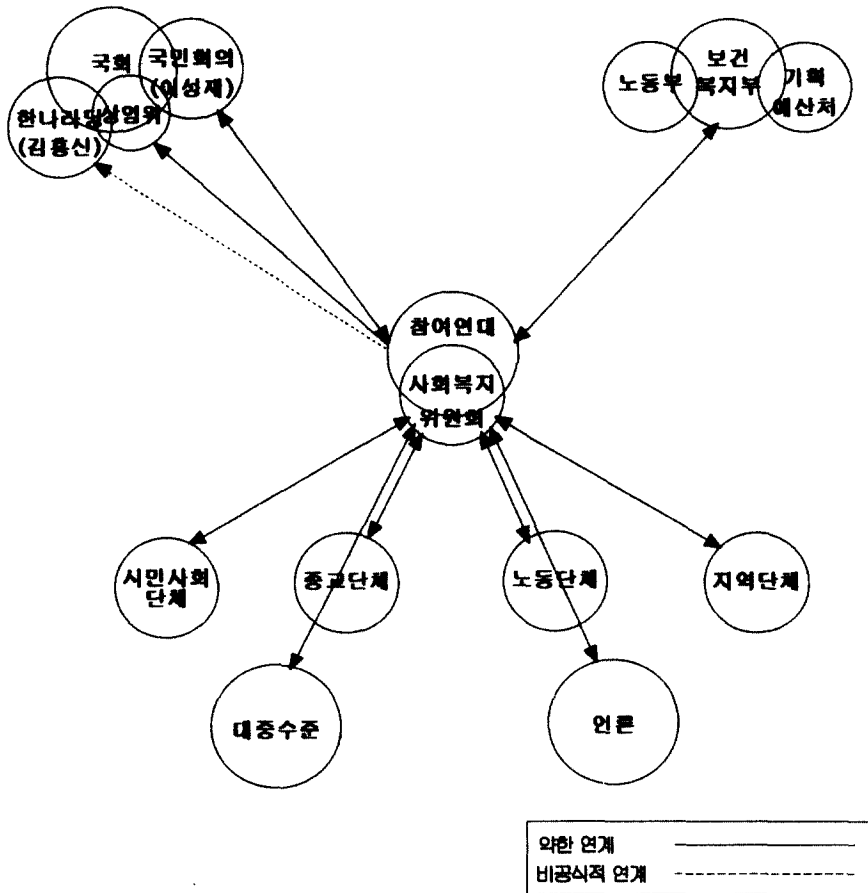 국회
국민회의
(이성재)
한나라당
(김홍신)
상임위
노동부
보건
복지부
기획
예산처
참여연대
사회복지
위원회
시민사회
단체
종교단체
노동단체
지역단체
대중수준
언론
약한 연계
비공식적 연계